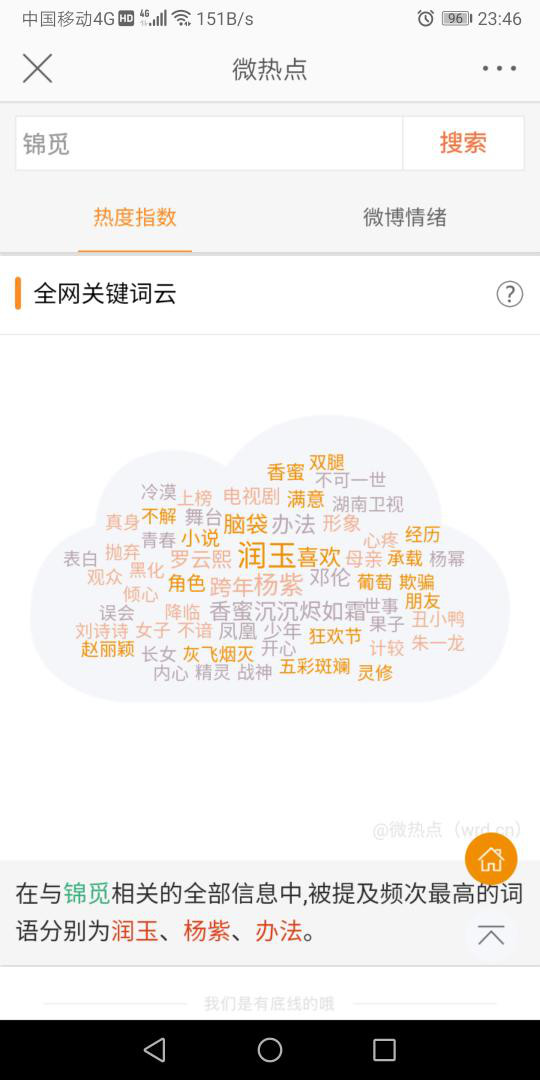 中国移动4G HD 4G 151B/s 96 23:46
微热点
锦觅 搜索
热度指数 微博情绪
全网关键词云 ?
双腿
香蜜 不可一世
冷漠 上榜 电视剧 满意 湖南卫视
真身 不解 舞台 脑袋 办法 形象
青春 小说 心疼 经历
表白 抛弃 罗云熙 润玉 喜欢 母亲 承载 杨幂
观众 黑化 角色 跨年 杨紫 邓伦 葡萄 欺骗
倾心 朋友
误会 降临 香蜜沉沉烬如霜 世事 丑小鸭
刘诗诗 女子 不谙 凤凰 少年 狂欢节 果子
赵丽颖 长女 灰飞烟灭 开心 计较 朱一龙
内心 精灵 战神 五彩斑斓 灵修
@微热点（wrd.cn）
在与锦觅相关的全部信息中,被提及频次最高的词
语分别为润玉、杨紫、办法。
我们是有底线的哦